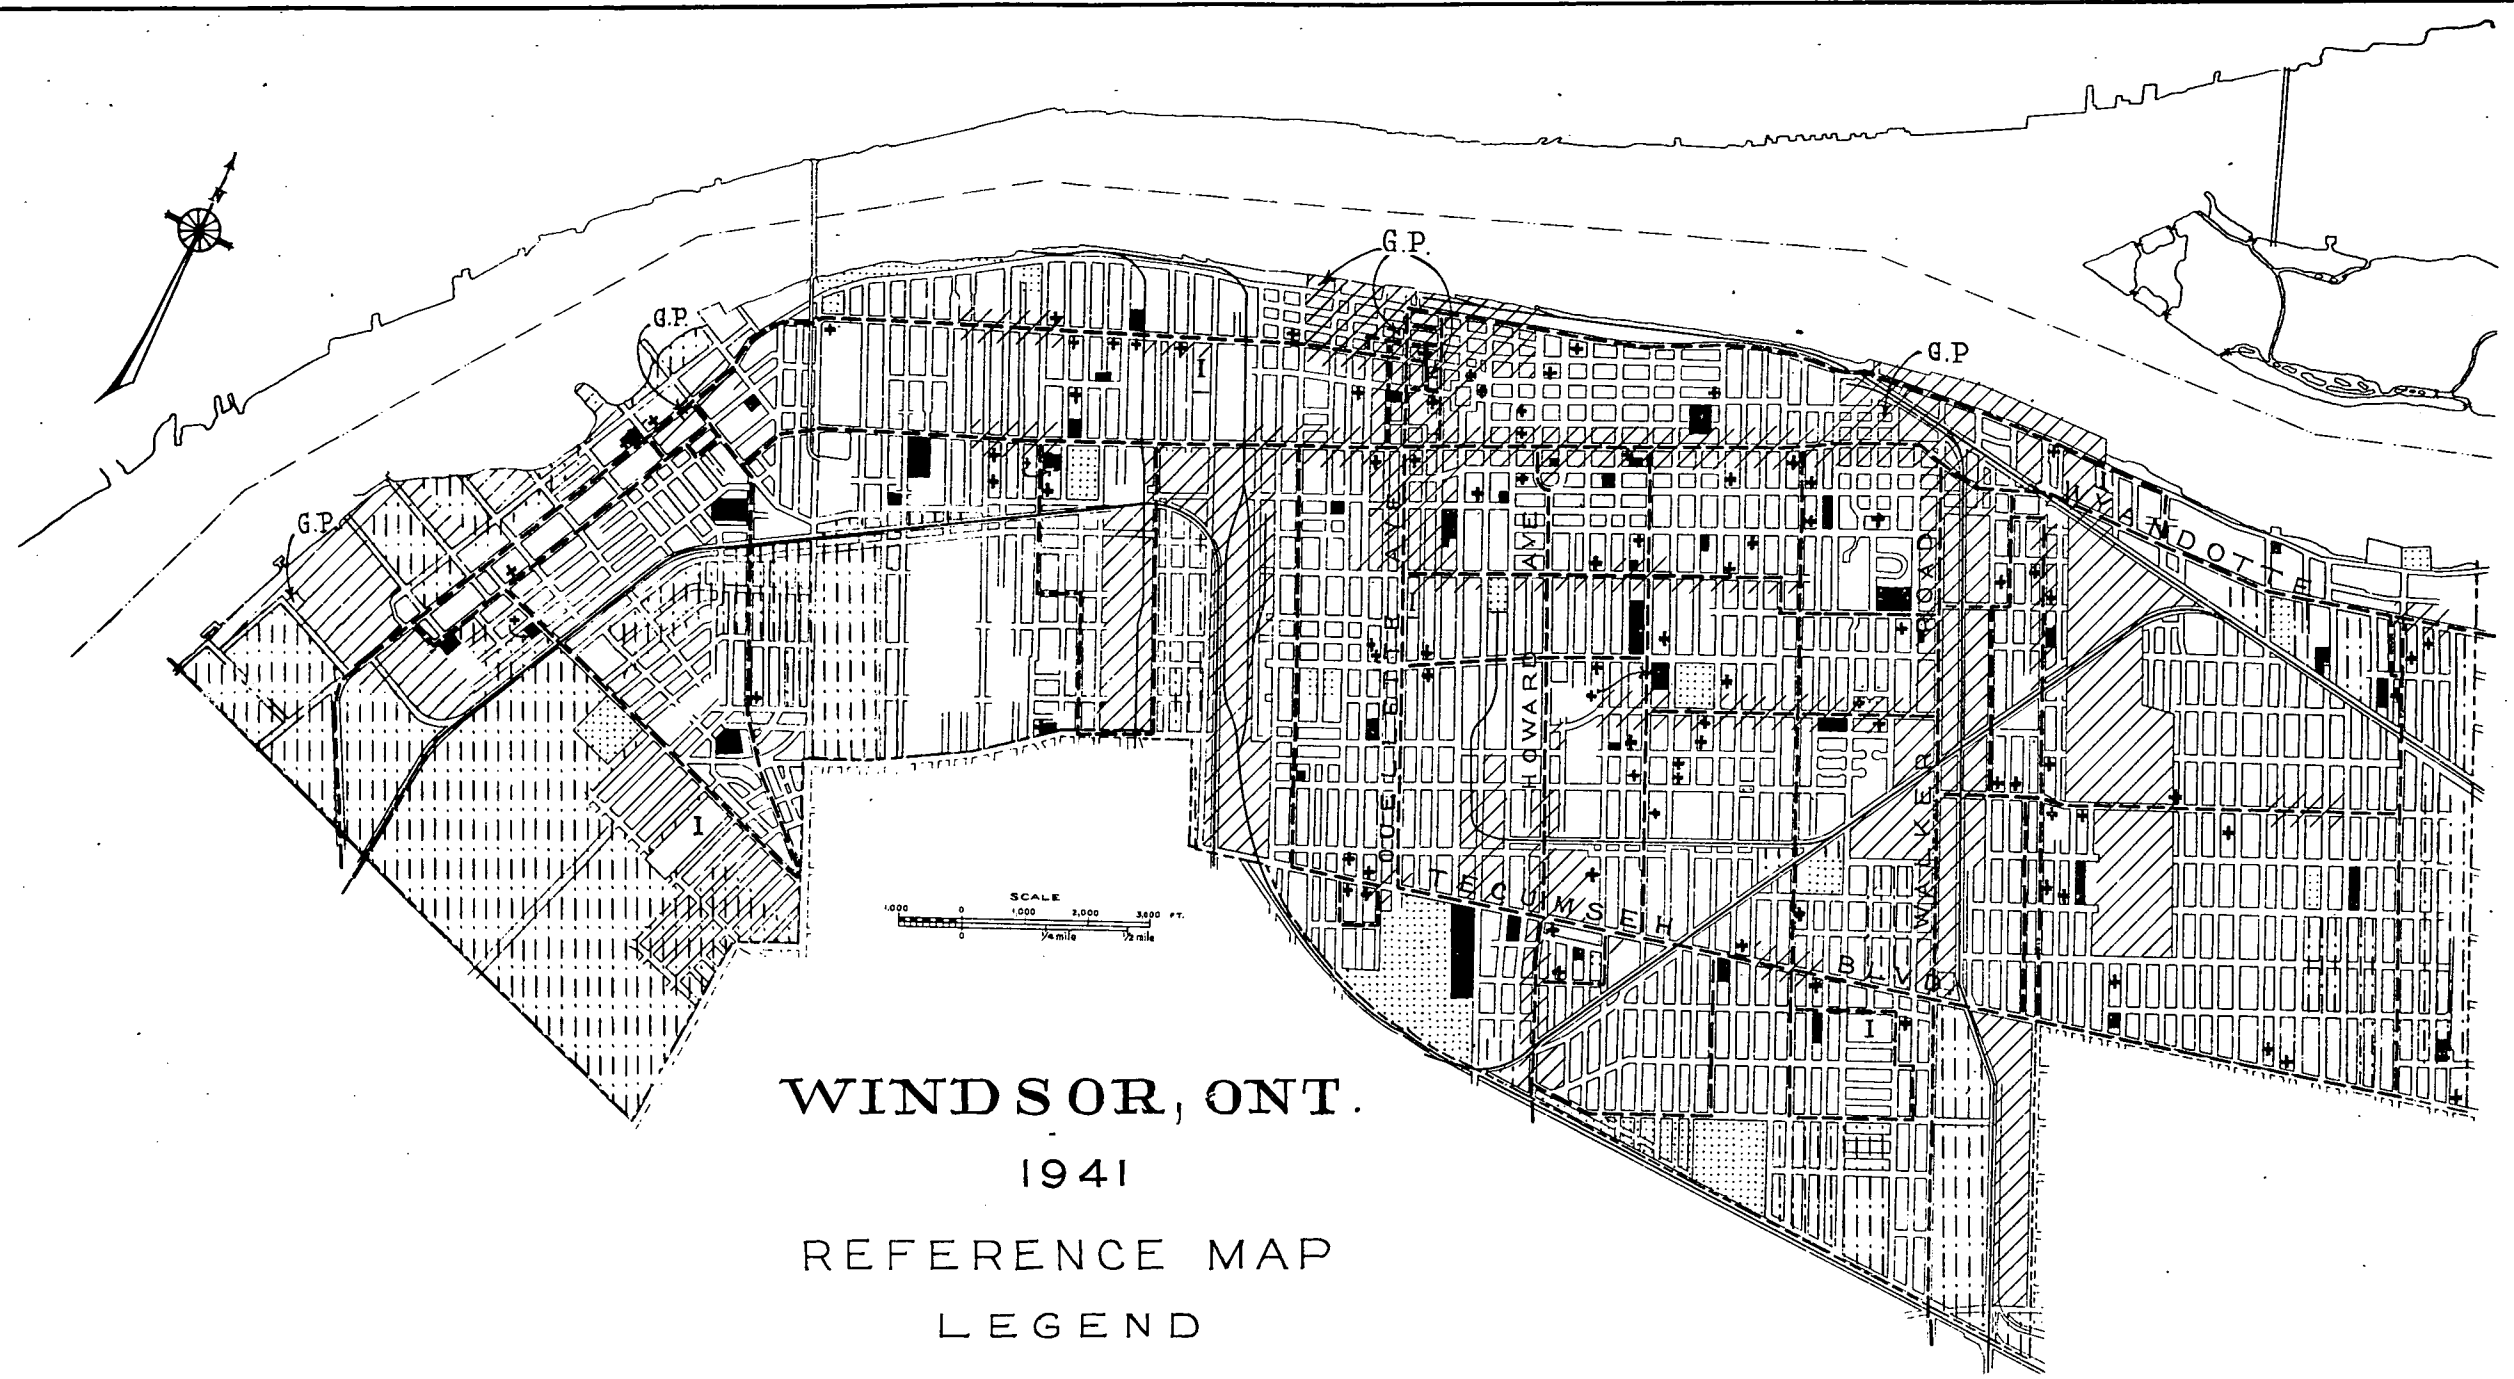 N
G.P.
G.P.
G.P
G.P.
I
I
I
WYANDOTTE
OUELLETTE AVE
HOWARD AVE
WALKER ROAD
TECUMSEH BLVD.
SCALE
1,000 0 1,000 2,000 3,000 FT.
0 1/4 mile 1/2 mile
WINDSOR, ONT.
1941
REFERENCE MAP
LEGEND